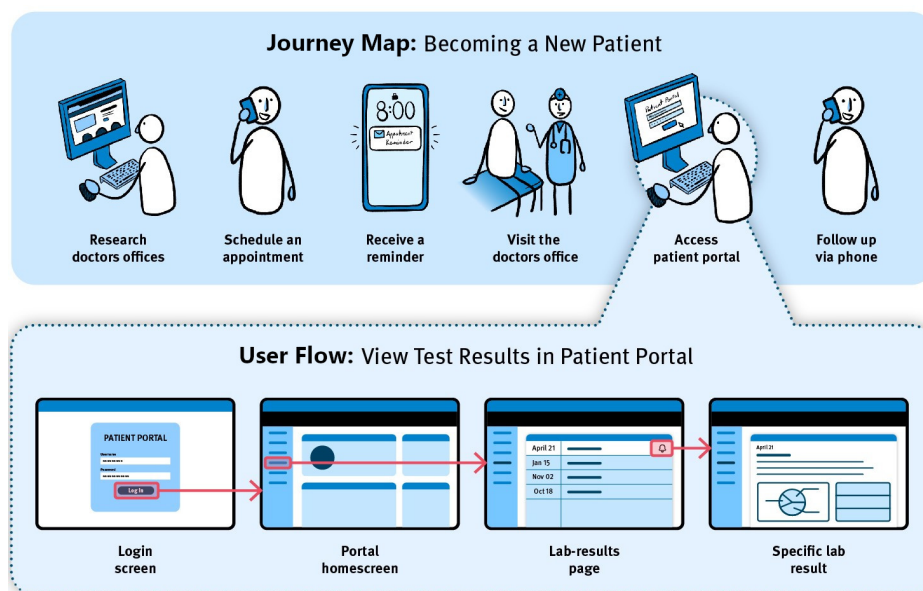 Journey Map: Becoming a New Patient
8:00
Appointment
Reminder
Patient Portal
Research
doctors offices
Schedule an
appointment
Receive a
reminder
Visit the
doctors office
Access
patient portal
Follow up
via phone
User Flow: View Test Results in Patient Portal
PATIENT PORTAL
Username
Password
Log In
April 21
Jan 15
Nov 02
Oct 18
April 21
Login
screen
Portal
homescreen
Lab-results
page
Specific lab
result